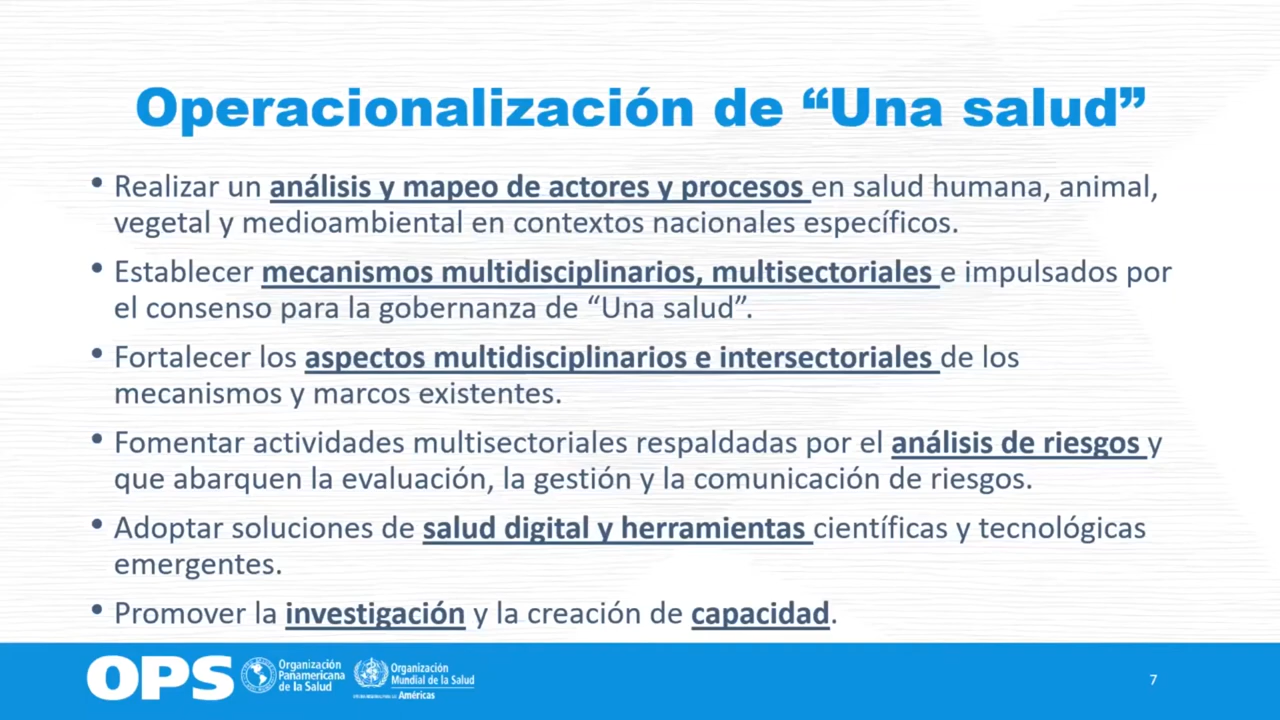 Operacionalización de “Una salud”
• Realizar un análisis y mapeo de actores y procesos en salud humana, animal,
vegetal y medioambiental en contextos nacionales específicos.
• Establecer mecanismos multidisciplinarios, multisectoriales e impulsados por
el consenso para la gobernanza de “Una salud”.
• Fortalecer los aspectos multidisciplinarios e intersectoriales de los
mecanismos y marcos existentes.
• Fomentar actividades multisectoriales respaldadas por el análisis de riesgos y
que abarquen la evaluación, la gestión y la comunicación de riesgos.
• Adoptar soluciones de salud digital y herramientas científicas y tecnológicas
emergentes.
• Promover la investigación y la creación de capacidad.
OPS
Organización
Panamericana
de la Salud
Organización
Mundial de la Salud
Américas
7